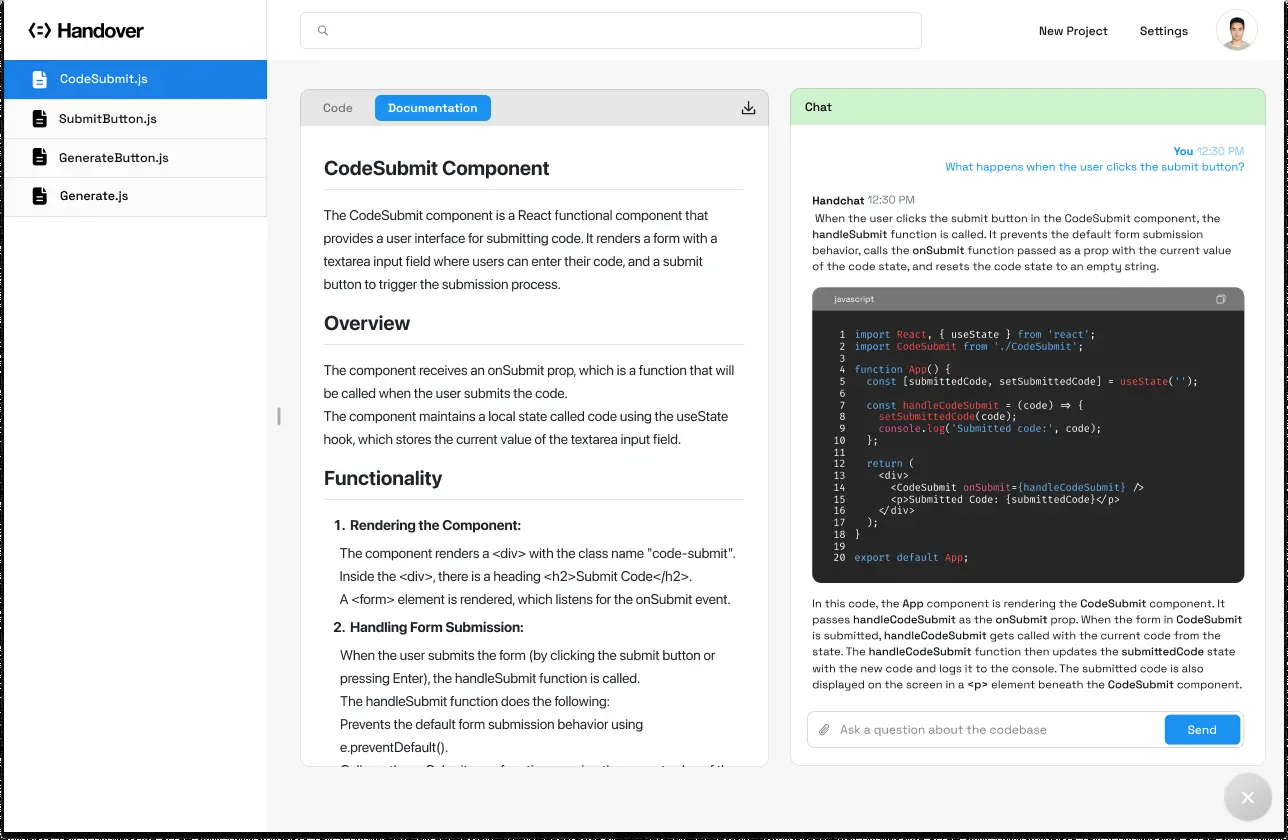 Handover
New Project
Settings
CodeSubmit.js
SubmitButton.js
GenerateButton.js
Generate.js
Code
Documentation
CodeSubmit Component
The CodeSubmit component is a React functional component that
provides a user interface for submitting code. It renders a form with a
textarea input field where users can enter their code, and a submit
button to trigger the submission process.
Overview
The component receives an onSubmit prop, which is a function that will
be called when the user submits the code.
The component maintains a local state called code using the useState
hook, which stores the current value of the textarea input field.
Functionality
1. Rendering the Component:
The component renders a <div> with the class name "code-submit".
Inside the <div>, there is a heading <h2>Submit Code</h2>.
A <form> element is rendered, which listens for the onSubmit event.
2. Handling Form Submission:
When the user submits the form (by clicking the submit button or
pressing Enter), the handleSubmit function is called.
The handleSubmit function does the following:
Prevents the default form submission behavior using
e.preventDefault().
Chat
You 12:30 PM
What happens when the user clicks the submit button?
Handchat 12:30 PM
When the user clicks the submit button in the CodeSubmit component, the
handleSubmit function is called. It prevents the default form submission
behavior, calls the onSubmit function passed as a prop with the current value
of the code state, and resets the code state to an empty string.
javascript
1 import React, { useState } from 'react';
2 import CodeSubmit from './CodeSubmit';
3
4 function App() {
5 const [submittedCode, setSubmittedCode] = useState('');
6
7 const handleCodeSubmit = (code) => {
8 setSubmittedCode(code);
9 console.log('Submitted code:', code);
10 };
11
12 return (
13 <div>
14 <CodeSubmit onSubmit={handleCodeSubmit} />
15 <p>Submitted Code: {submittedCode}</p>
16 </div>
17 );
18 }
19
20 export default App;
In this code, the App component is rendering the CodeSubmit component. It
passes handleCodeSubmit as the onSubmit prop. When the form in CodeSubmit
is submitted, handleCodeSubmit gets called with the current code from the
state. The handleCodeSubmit function then updates the submittedCode state
with the new code and logs it to the console. The submitted code is also
displayed on the screen in a <p> element beneath the CodeSubmit component.
Ask a question about the codebase
Send